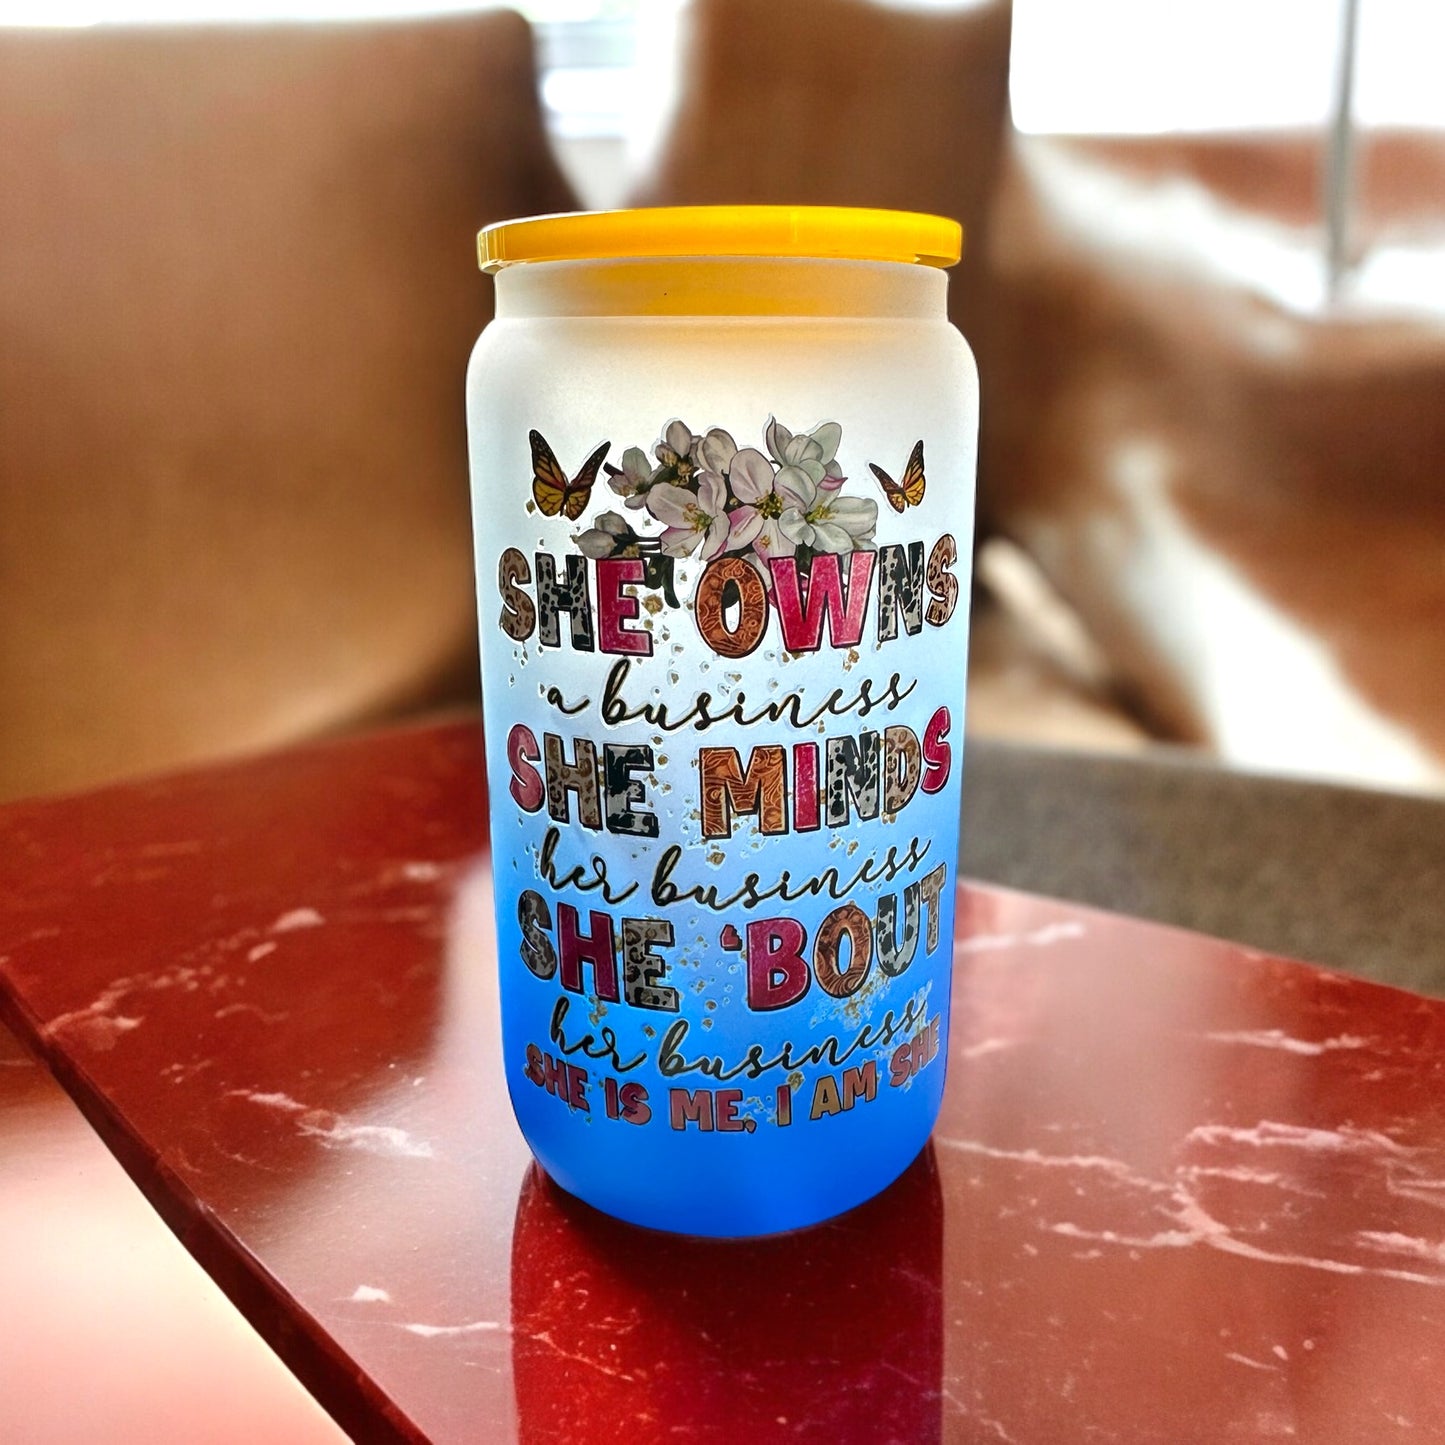 SHE OWNS
a business
SHE MINDS
her business
SHE 'BOUT
her business
SHE IS ME, I AM SHE